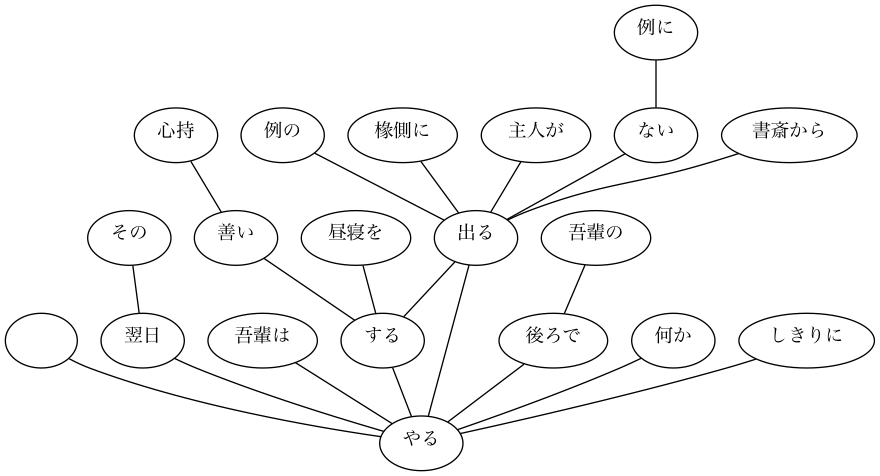 例に
心持
例の
椽側に
主人が
ない
書斎から
その
善い
昼寝を
出る
吾輩の
翌日
吾輩は
する
後ろで
何か
しきりに
やる